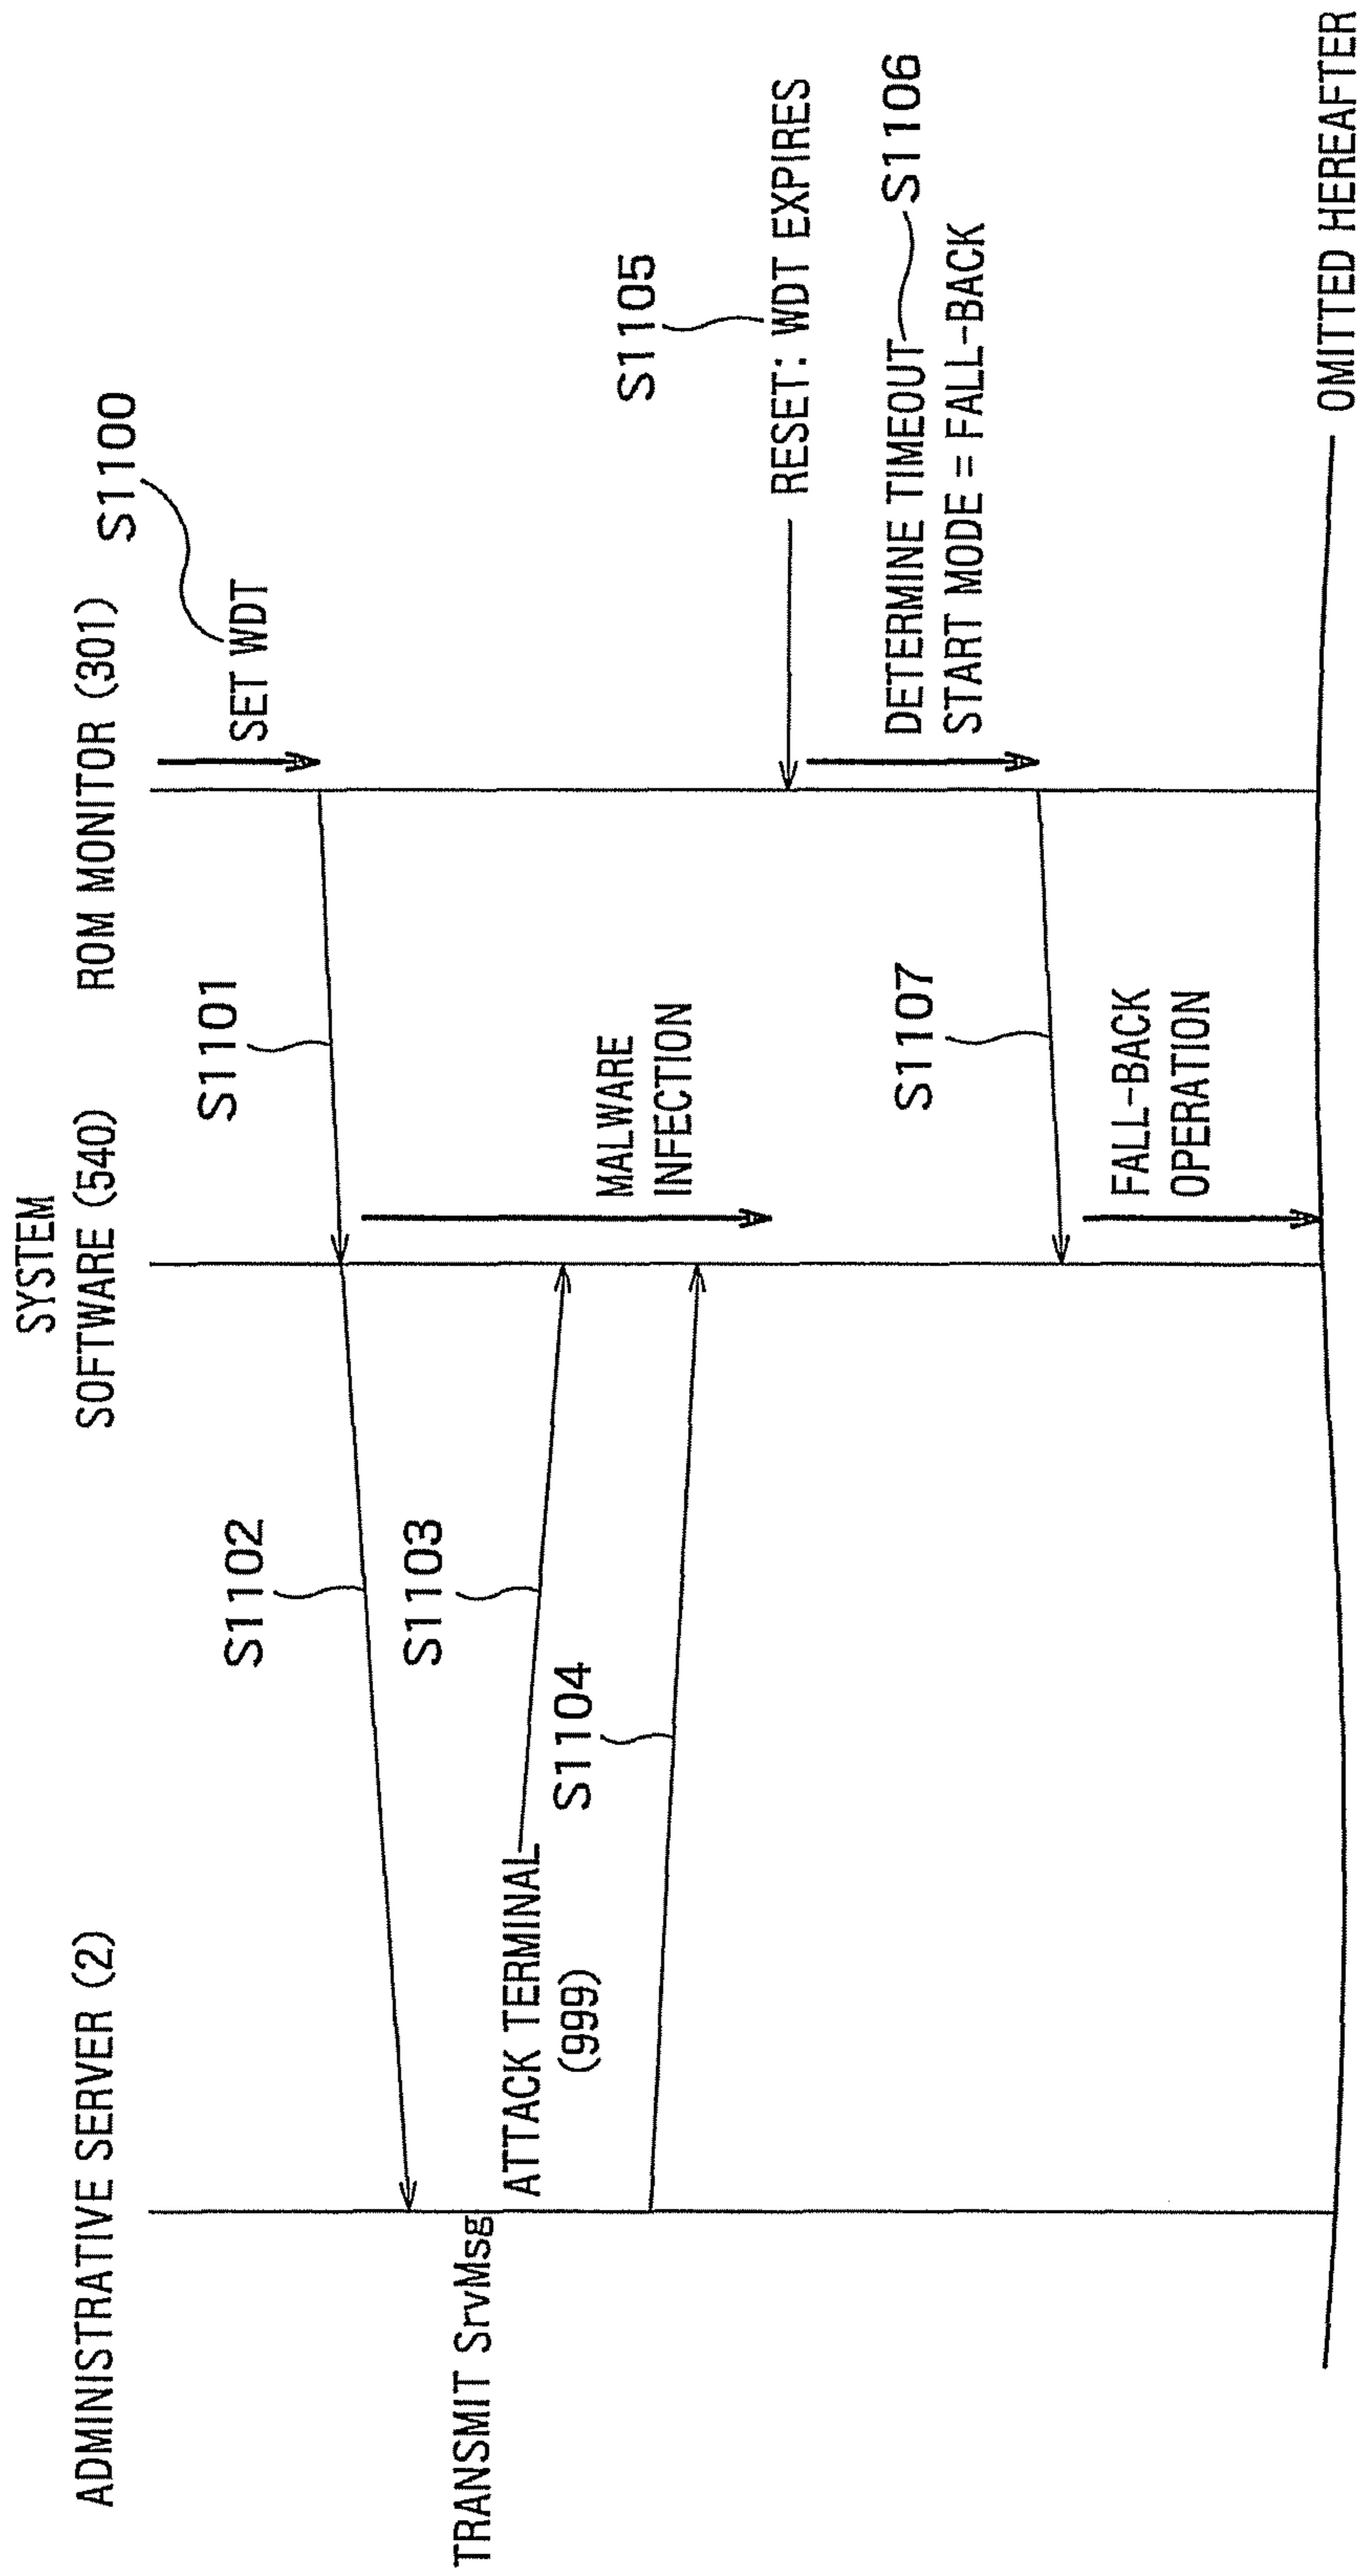 ADMINISTRATIVE SERVER (2)
SYSTEM
SOFTWARE (540)
ROM MONITOR (301)
S1100
SET WDT
S1101
S1102
TRANSMIT SrvMsg
S1103
ATTACK TERMINAL
(999)
S1104
MALWARE
INFECTION
S1105
RESET: WDT EXPIRES
DETERMINE TIMEOUT
S1106
START MODE = FALL-BACK
S1107
FALL-BACK
OPERATION
OMITTED HEREAFTER